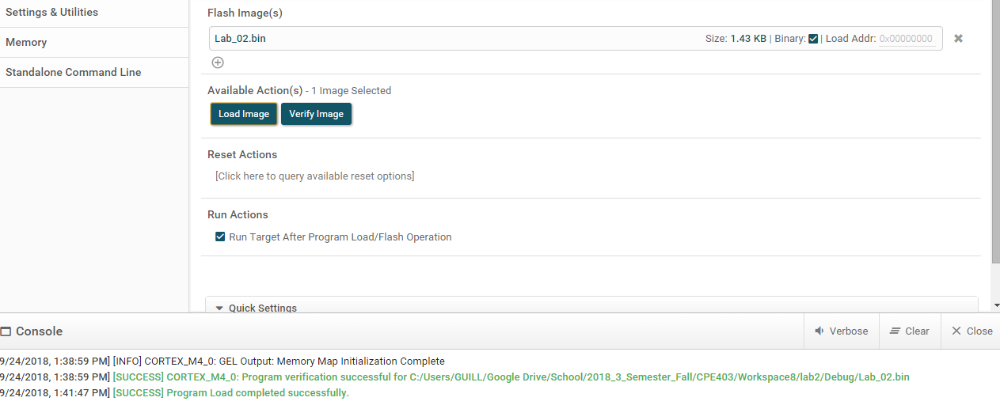 Settings & Utilities
Memory
Standalone Command Line
Flash Image(s)
Lab_02.bin Size: 1.43 KB | Binary: | Load Addr: 0x00000000
Available Action(s) - 1 Image Selected
Load Image Verify Image
Reset Actions
[Click here to query available reset options]
Run Actions
Run Target After Program Load/Flash Operation
Quick Settings
Console Verbose Clear Close
9/24/2018, 1:38:59 PM] [INFO] CORTEX_M4_0: GEL Output: Memory Map Initialization Complete
9/24/2018, 1:38:59 PM] [SUCCESS] CORTEX_M4_0: Program verification successful for C:/Users/GUILL/Google Drive/School/2018_3_Semester_Fall/CPE403/Workspace8/lab2/Debug/Lab_02.bin
9/24/2018, 1:41:47 PM] [SUCCESS] Program Load completed successfully.